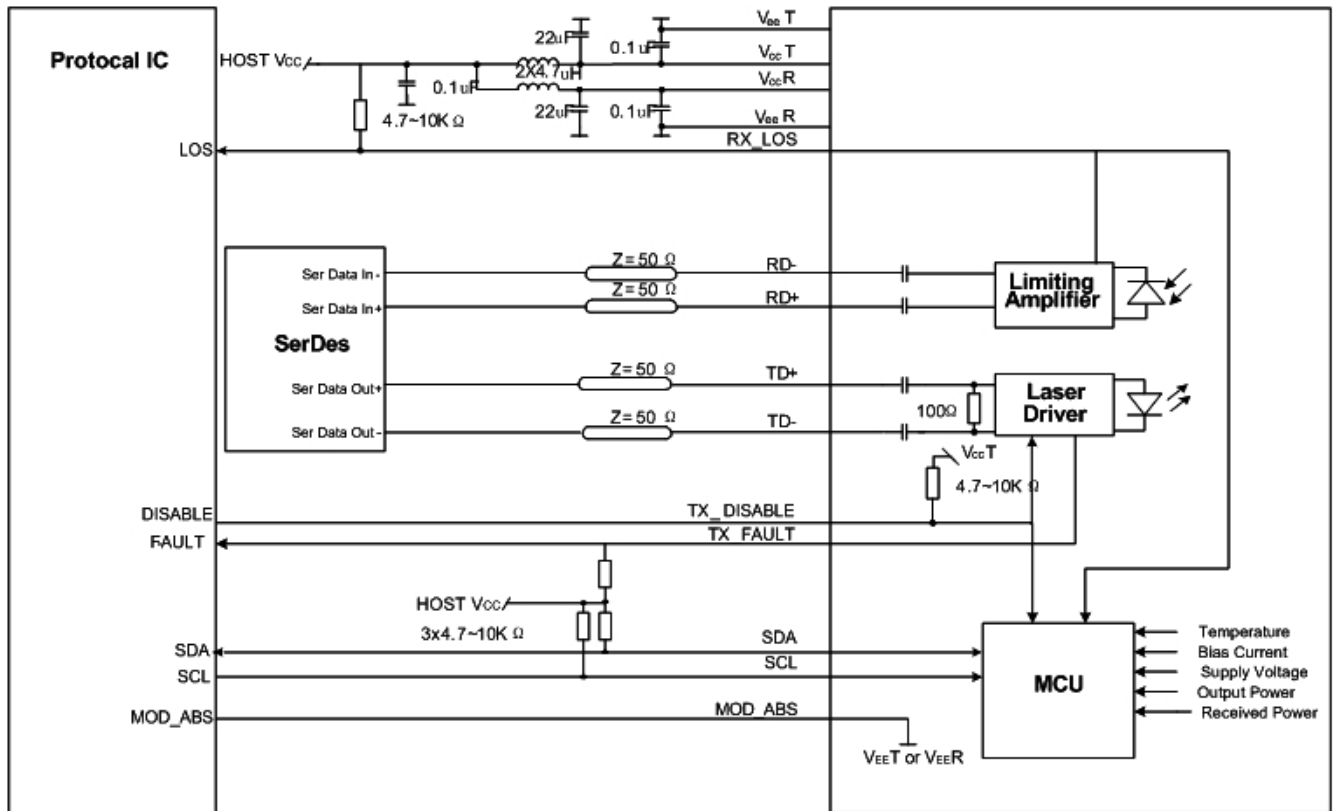 Protocal IC
HOST Vcc
22uF
0.1uF
VeeT
VccT
2X4.7uH
0.1uF
VccR
4.7~10K Ω
22uF
0.1uF
VeeR
RX_LOS
LOS
Z=50 Ω
RD-
Ser Data In -
Limiting
Amplifier
Z=50 Ω
RD+
Ser Data In+
SerDes
Z=50 Ω
TD+
Ser Data Out+
100Ω
Laser
Driver
Z=50 Ω
TD-
Ser Data Out -
VccT
4.7~10K Ω
DISABLE
TX_DISABLE
FAULT
TX FAULT
HOST Vcc
3x4.7~10K Ω
SDA
SDA
SCL
SCL
MCU
Temperature
Bias Current
Supply Voltage
Output Power
Received Power
MOD_ABS
MOD_ABS
VEET or VEER